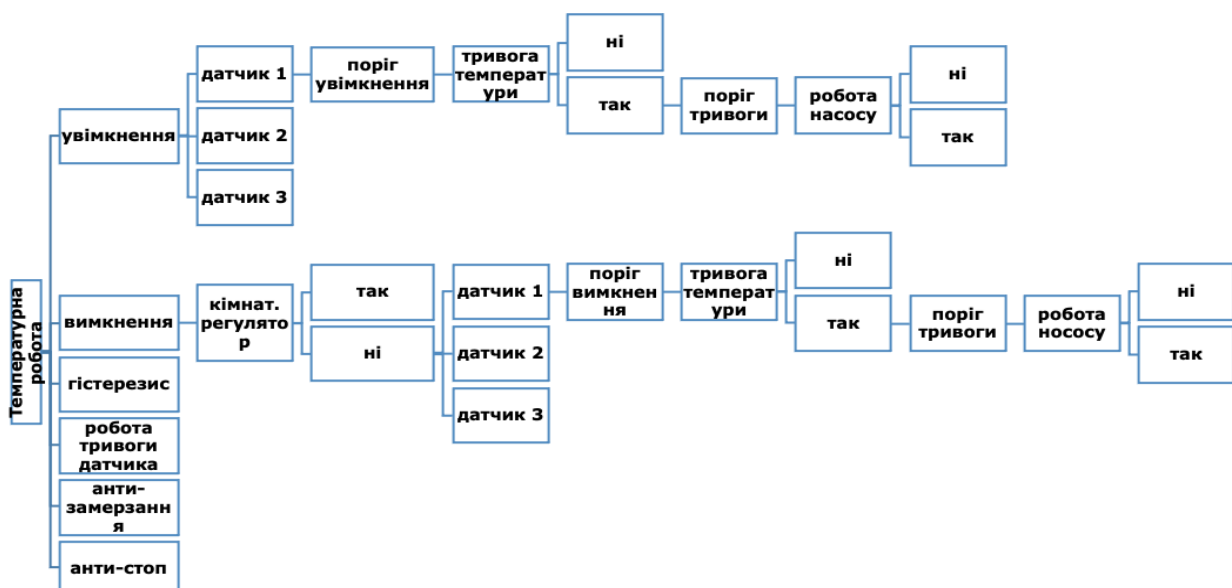 Температурна
робота
увімкнення
датчик 1
поріг
увімкнення
тривога
температ
ури
ні
так
поріг
тривоги
робота
насосу
ні
так
датчик 2
датчик 3
вимкнення
кімнат.
регулято
р
так
ні
датчик 1
поріг
вимкнен
ня
тривога
температ
ури
ні
так
поріг
тривоги
робота
нососу
ні
так
датчик 2
датчик 3
гістерезис
робота
тривоги
датчика
анти-
замерзанн
я
анти-стоп